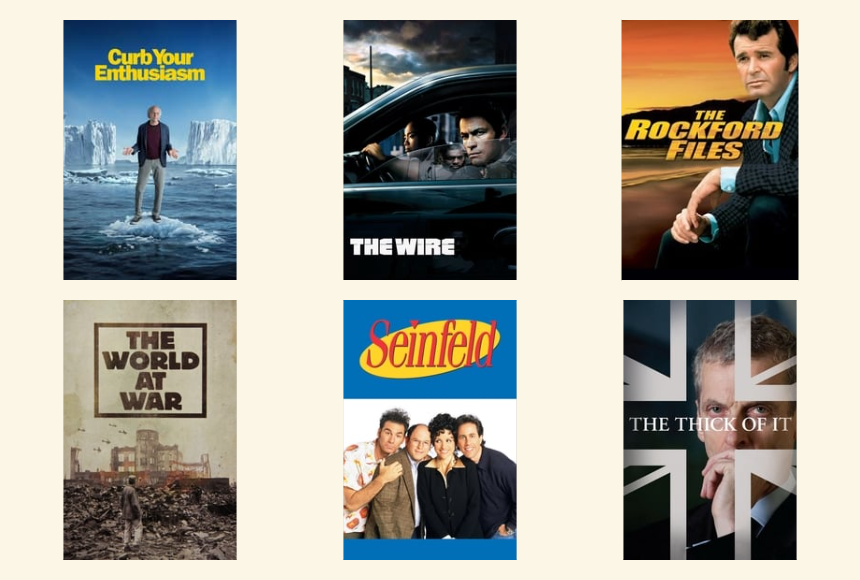 Curb Your
Enthusiasm
THE WIRE
THE
ROCKFORD
FILES
THE
WORLD
AT
WAR
Seinfeld
THE THICK OF IT